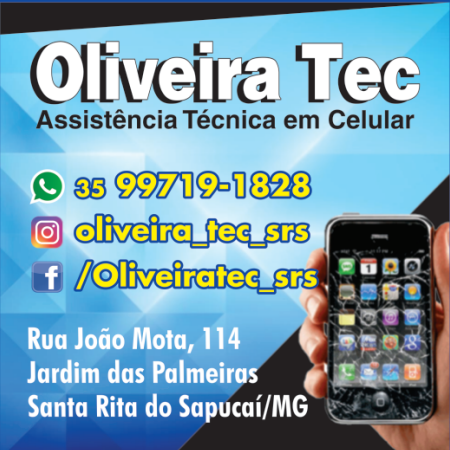 Oliveira Tec
Assistência Técnica em Celular
35 99719-1828
oliveira_tec_srs
/Oliveiratec_srs
Rua João Mota, 114
Jardim das Palmeiras
Santa Rita do Sapucaí/MG